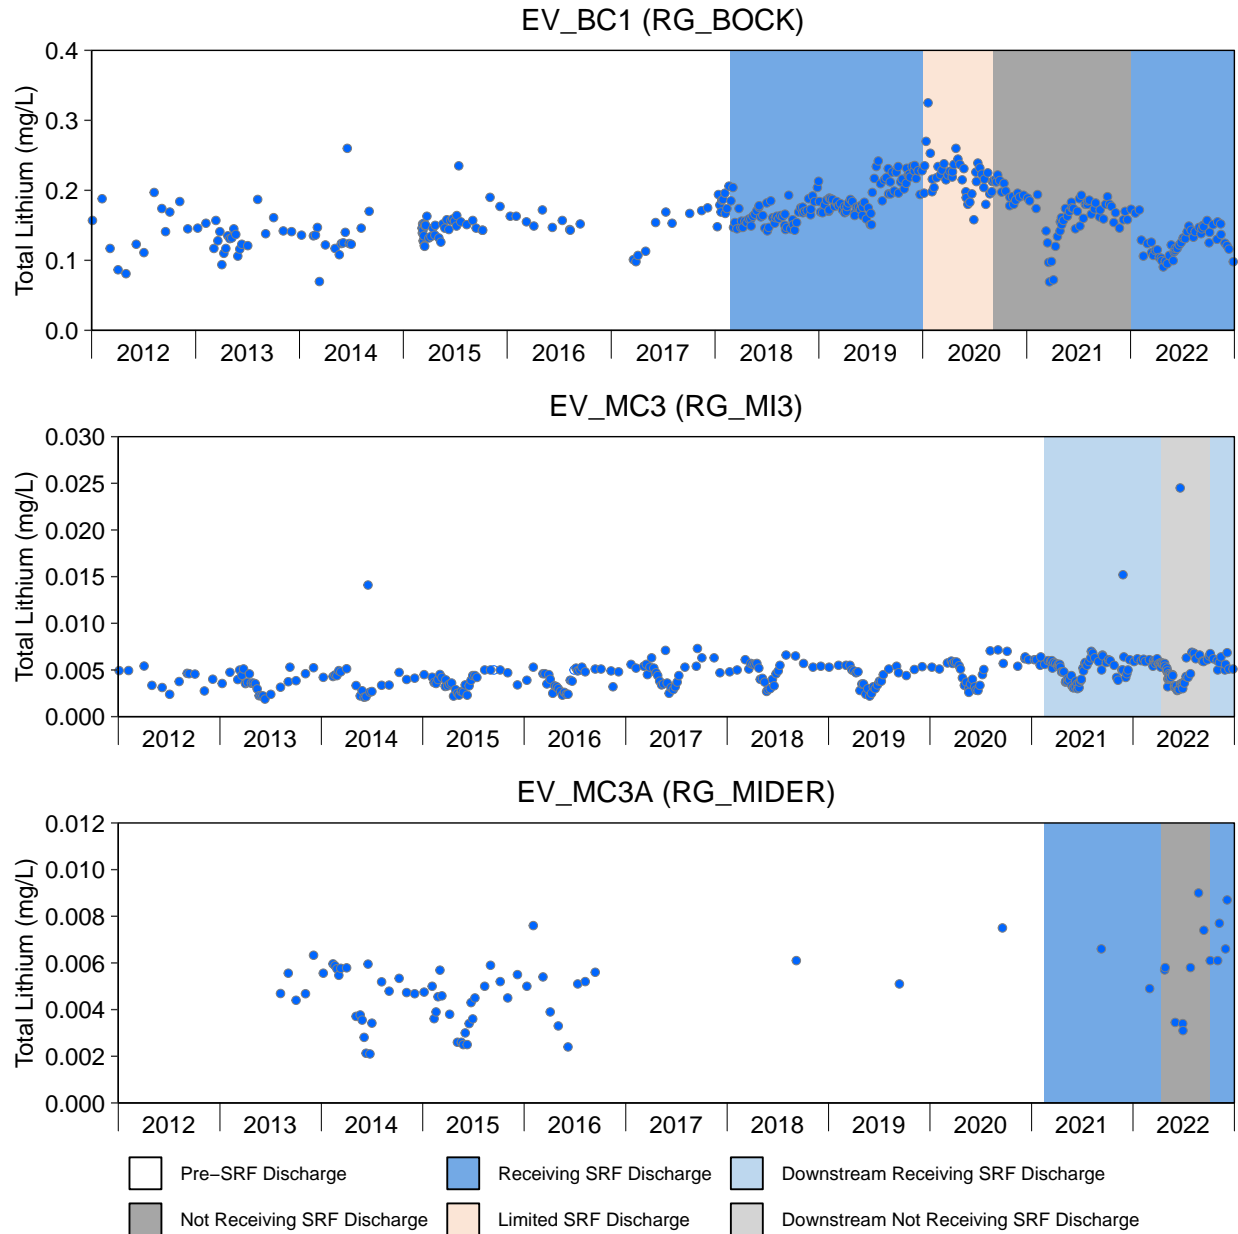 EV_BC1 (RG_BOCK)
Total Lithium (mg/L)
0.4
0.3
0.2
0.1
0.0
2012 2013 2014 2015 2016 2017 2018 2019 2020 2021 2022
EV_MC3 (RG_MI3)
Total Lithium (mg/L)
0.030
0.025
0.020
0.015
0.010
0.005
0.000
2012 2013 2014 2015 2016 2017 2018 2019 2020 2021 2022
EV_MC3A (RG_MIDER)
Total Lithium (mg/L)
0.012
0.010
0.008
0.006
0.004
0.002
0.000
2012 2013 2014 2015 2016 2017 2018 2019 2020 2021 2022
Pre−SRF Discharge Receiving SRF Discharge Downstream Receiving SRF Discharge
Not Receiving SRF Discharge Limited SRF Discharge Downstream Not Receiving SRF Discharge